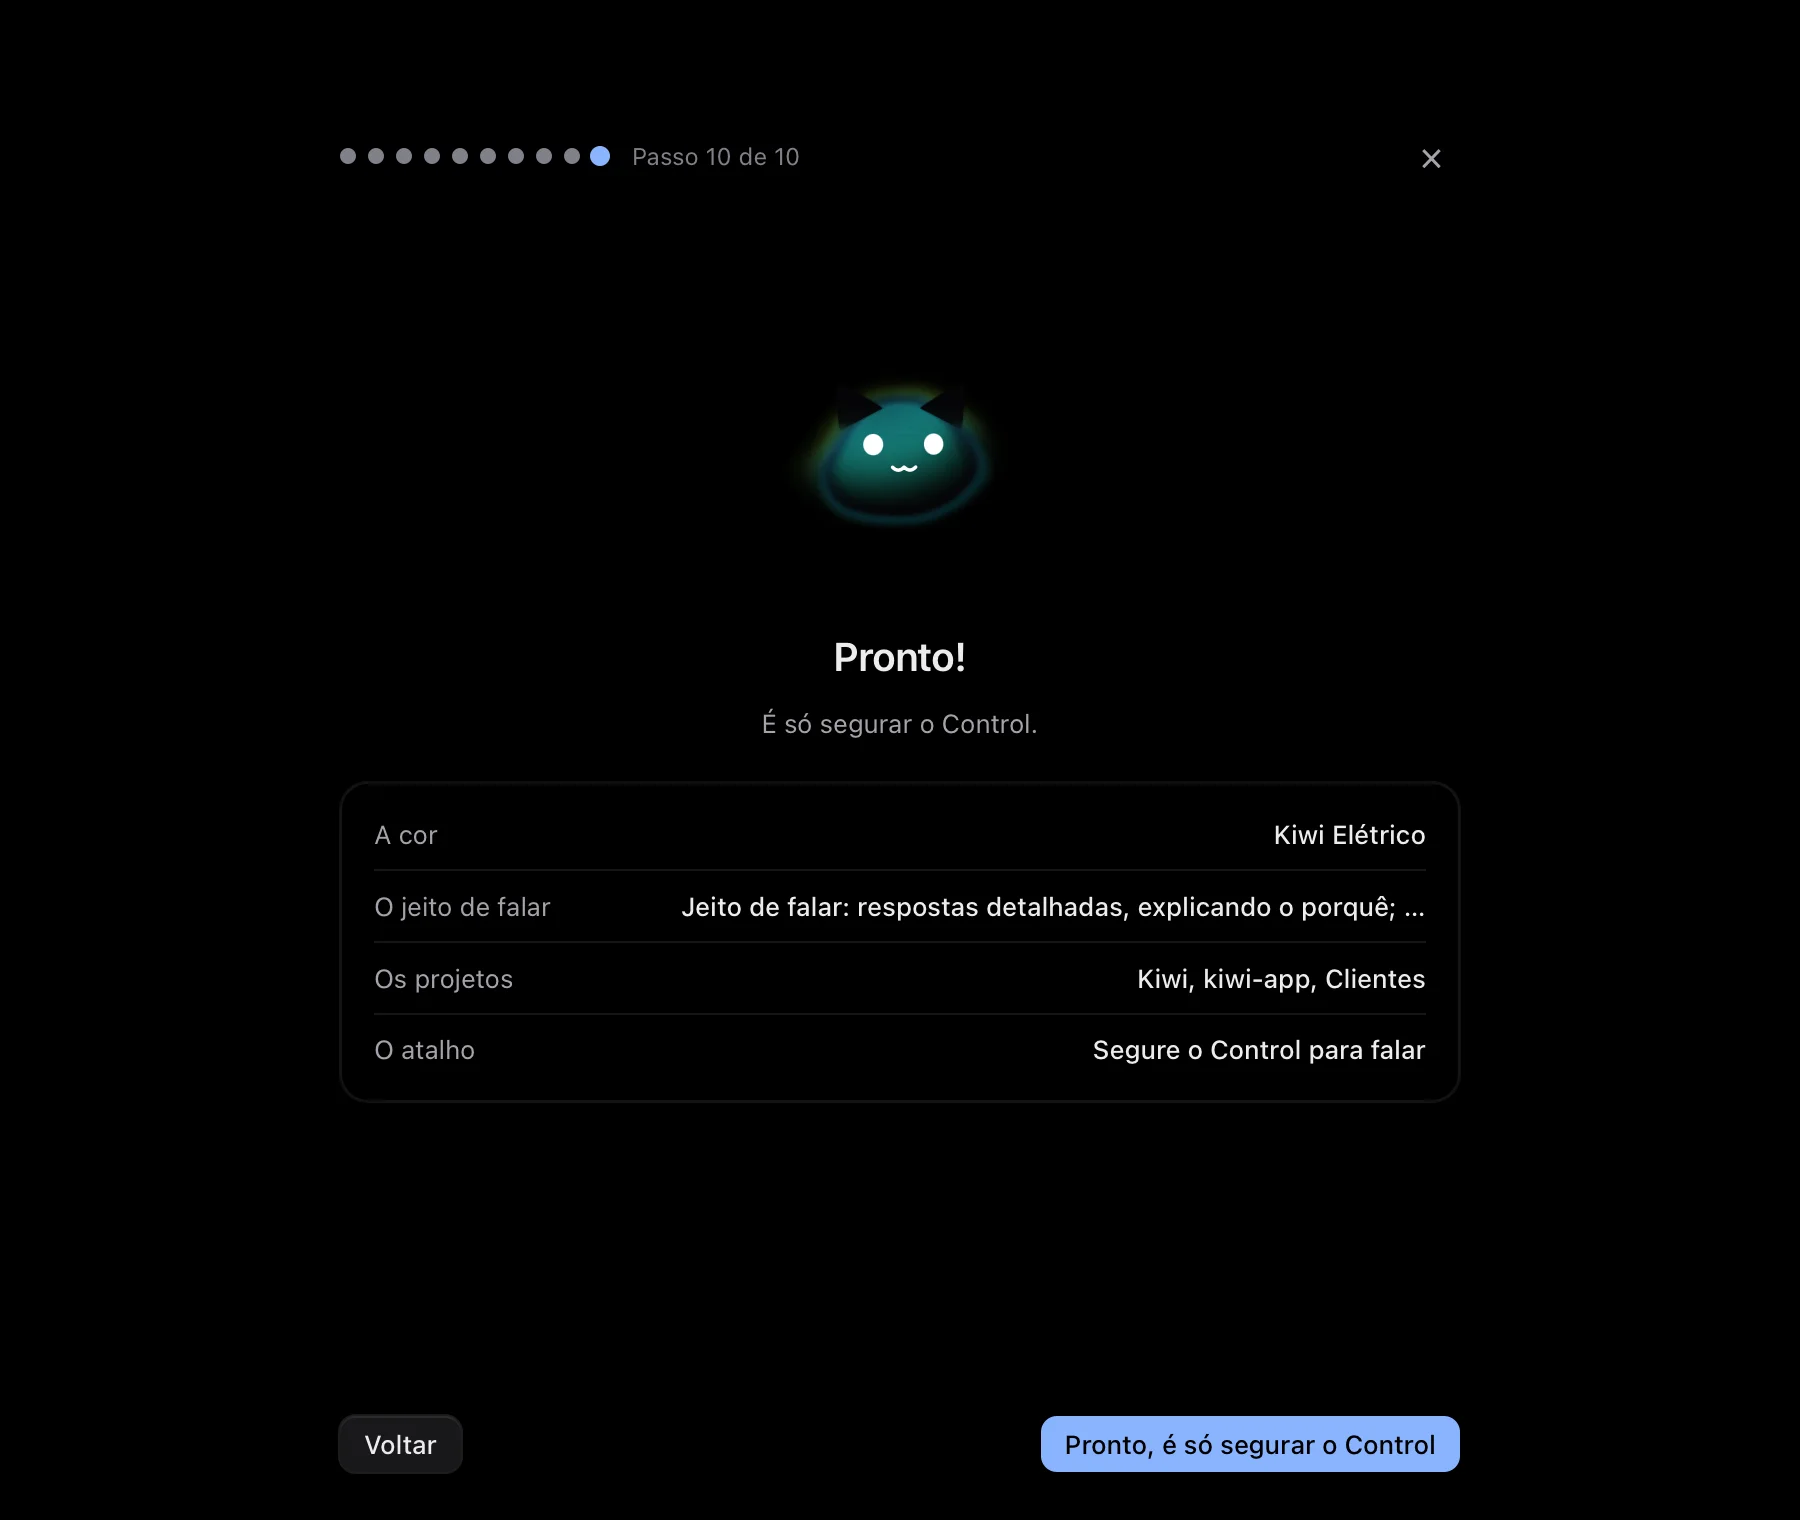 Passo 10 de 10
Pronto!
É só segurar o Control.
A cor Kiwi Elétrico
O jeito de falar Jeito de falar: respostas detalhadas, explicando o porquê; ...
Os projetos Kiwi, kiwi-app, Clientes
O atalho Segure o Control para falar
Voltar Pronto, é só segurar o Control